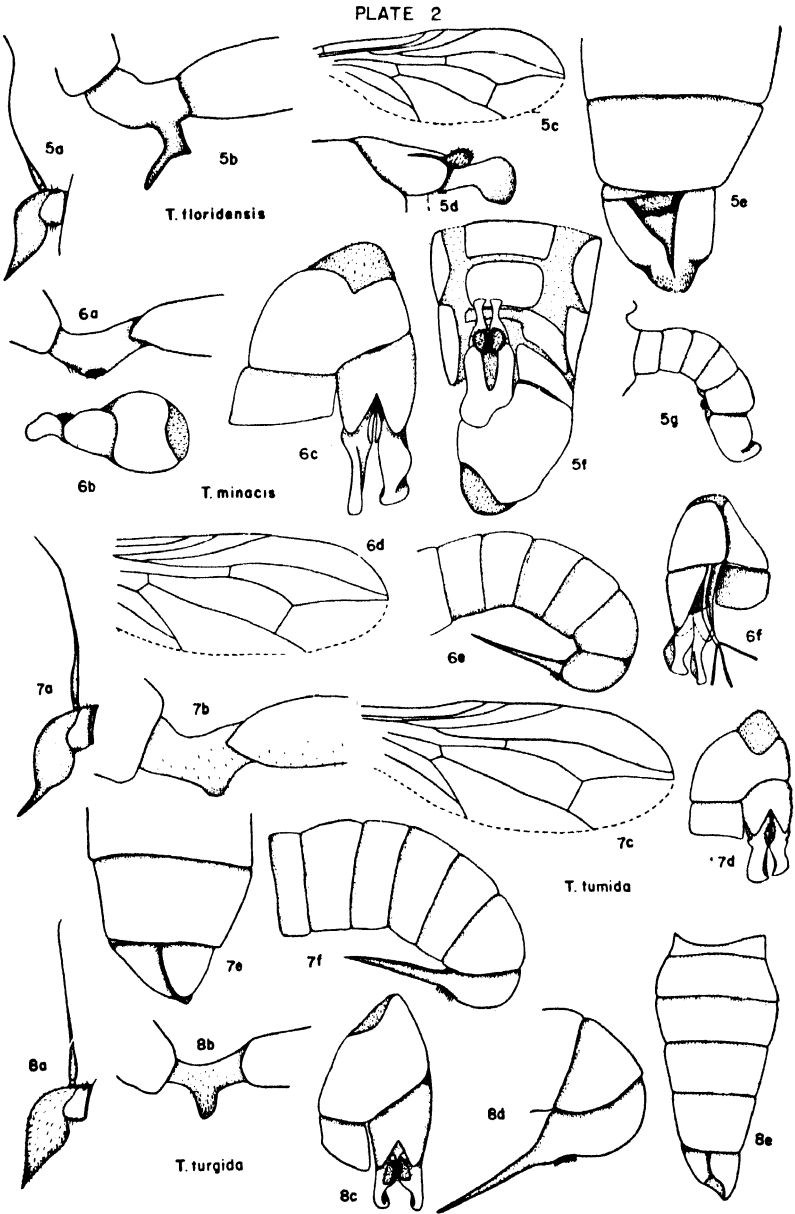 PLATE 2
5a
5b
5c
5d
5e
T. floridensis
6a
6b
6c
5f
5g
T. minacis
6d
6e
6f
7a
7b
7c
7d
T. tumida
7e
7f
8a
8b
8c
8d
8e
T. turgida